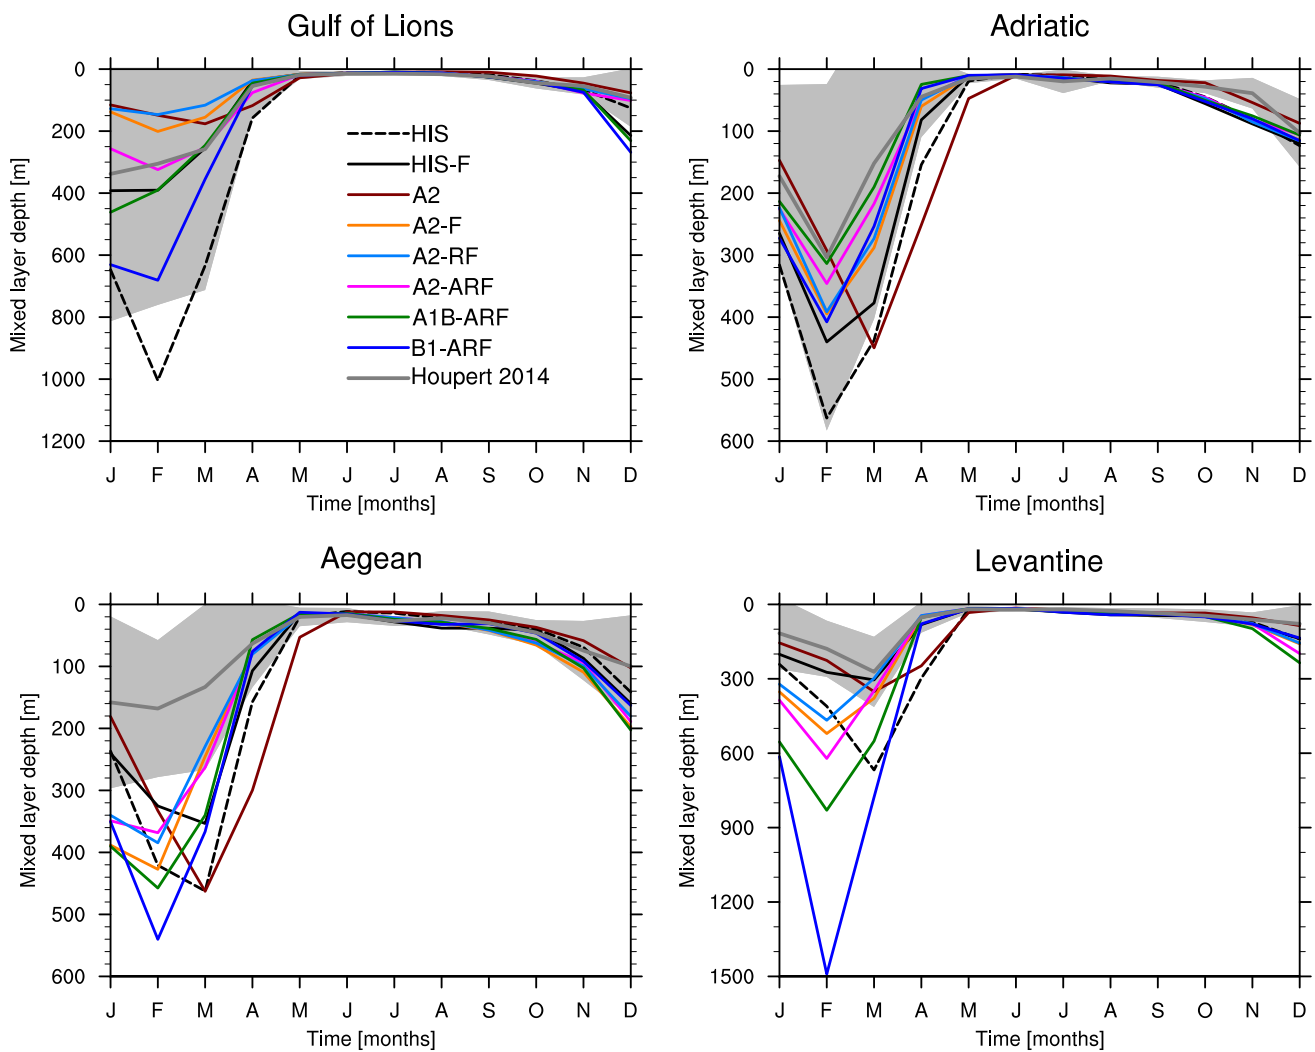 Gulf of Lions
Mixed layer depth [m]
0
200
400
600
800
1000
1200
J F M A M J J A S O N D
Time [months]
HIS
HIS-F
A2
A2-F
A2-RF
A2-ARF
A1B-ARF
B1-ARF
Houpert 2014
Adriatic
Mixed layer depth [m]
0
100
200
300
400
500
600
J F M A M J J A S O N D
Time [months]
Aegean
Mixed layer depth [m]
0
100
200
300
400
500
600
J F M A M J J A S O N D
Time [months]
Levantine
Mixed layer depth [m]
0
300
600
900
1200
1500
J F M A M J J A S O N D
Time [months]